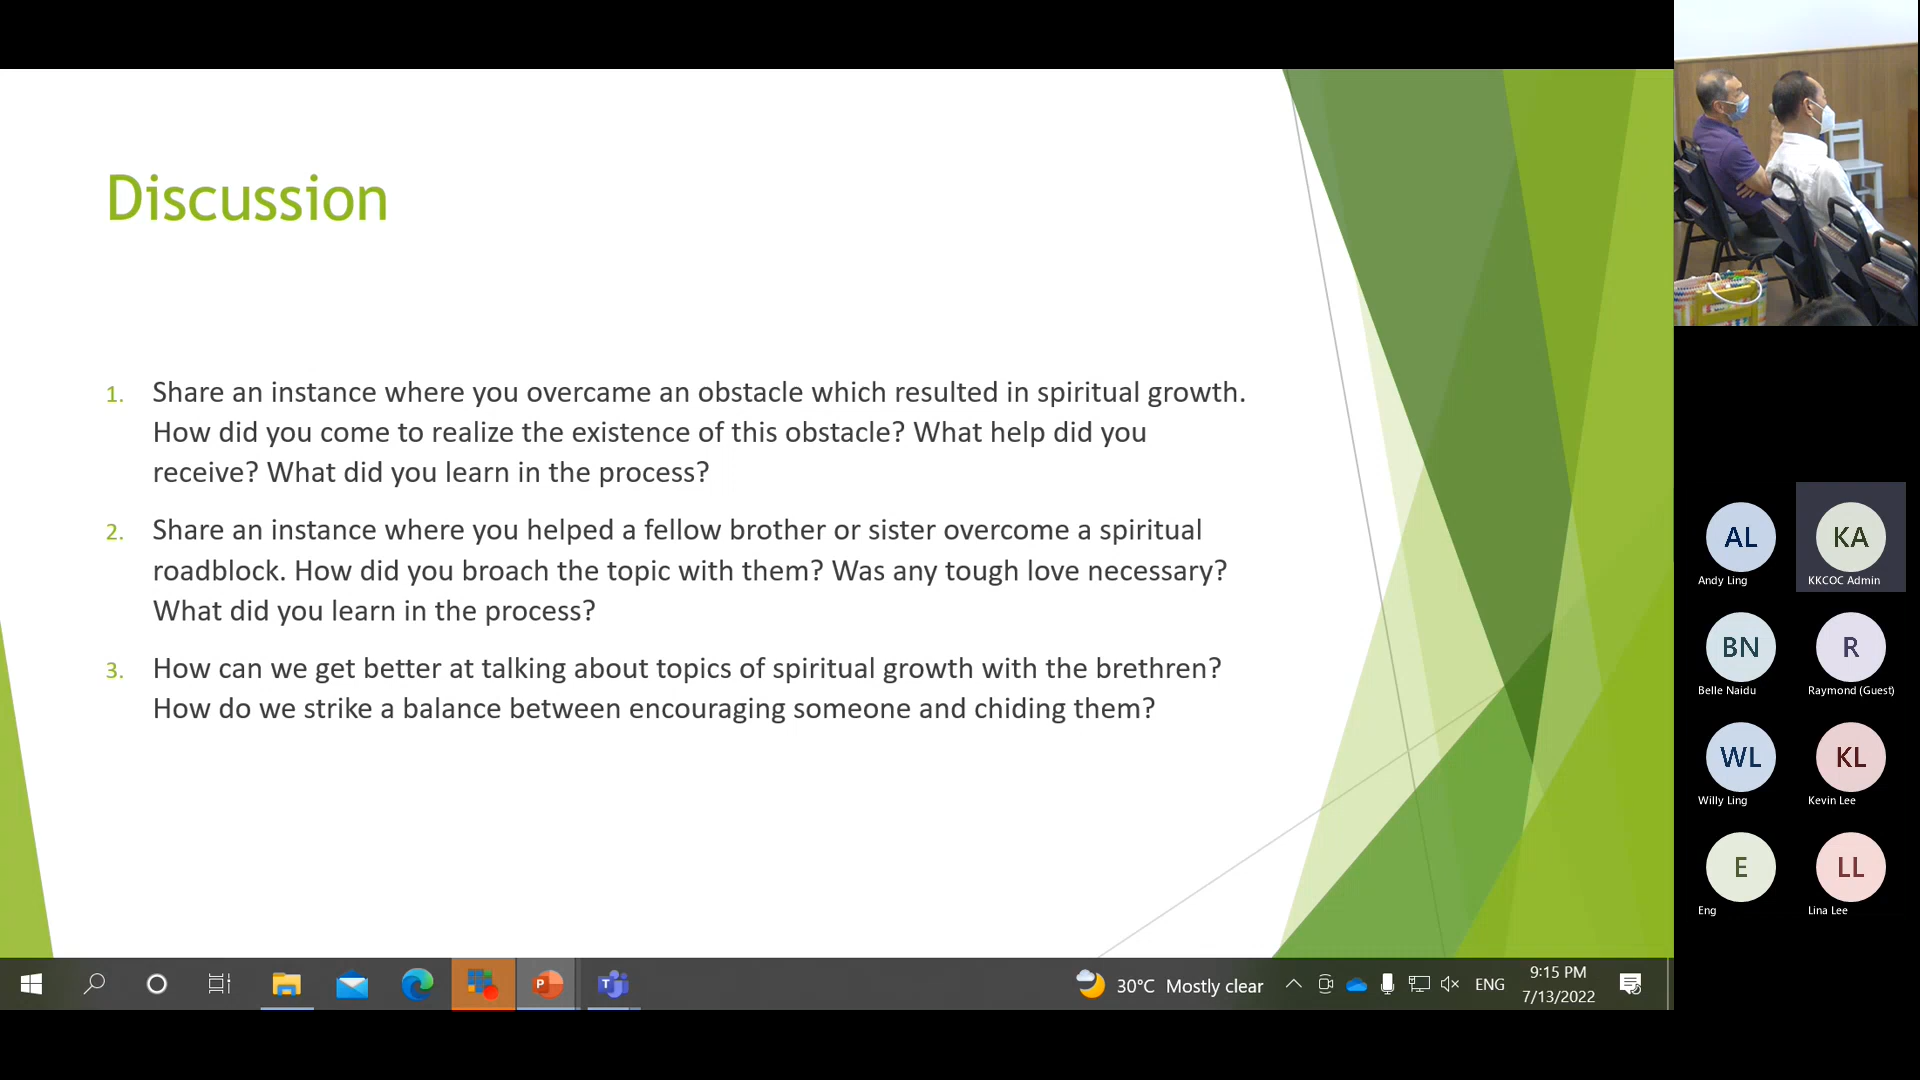 Discussion
1. Share an instance where you overcame an obstacle which resulted in spiritual growth.
How did you come to realize the existence of this obstacle? What help did you
receive? What did you learn in the process?
2. Share an instance where you helped a fellow brother or sister overcome a spiritual
roadblock. How did you broach the topic with them? Was any tough love necessary?
What did you learn in the process?
3. How can we get better at talking about topics of spiritual growth with the brethren?
How do we strike a balance between encouraging someone and chiding them?
AL
Andy Ling
KA
KKCOC Admin
BN
Belle Naidu
R
Raymond (Guest)
WL
Willy Ling
KL
Kevin Lee
E
Eng
LL
Lina Lee
30°C Mostly clear
ENG
9:15 PM
7/13/2022